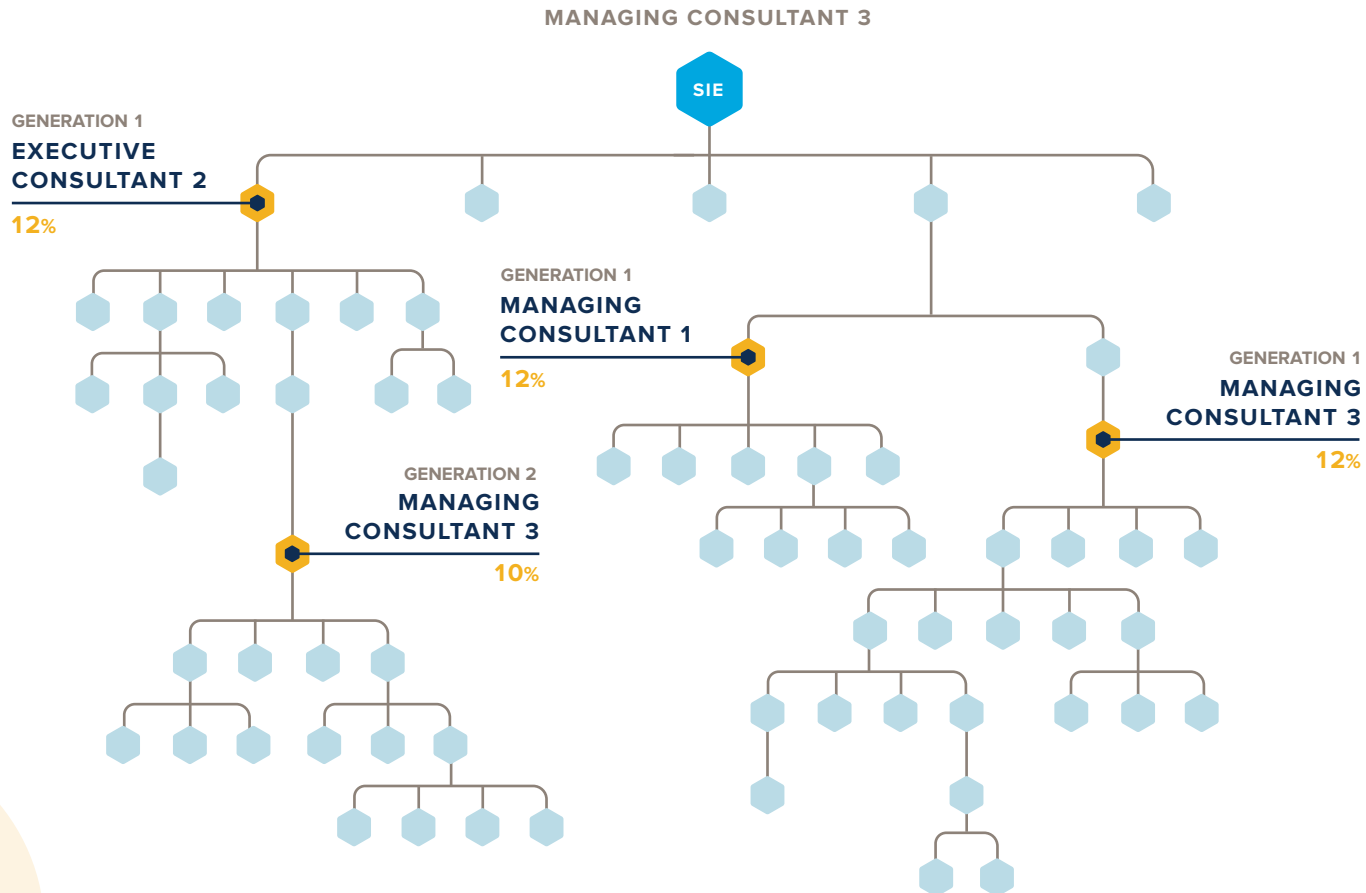 MANAGING CONSULTANT 3
SIE
GENERATION 1
EXECUTIVE
CONSULTANT 2
12%
GENERATION 1
MANAGING
CONSULTANT 1
12%
GENERATION 1
MANAGING
CONSULTANT 3
12%
GENERATION 2
MANAGING
CONSULTANT 3
10%